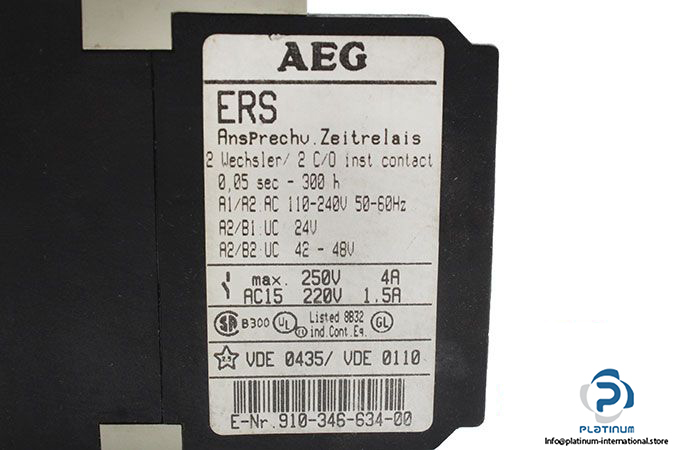 AEG
ERS
AnsPrechv.Zeitrelais
2 Wechsler/ 2 C/O inst contact
0,05 sec - 300 h
A1/A2:AC 110-240V 50-60Hz
A2/B1:UC 24V
A2/B2:UC 42 - 48V
max. 250V 4A
AC15 220V 1.5A
SA B300 UL Listed 8B32 GL
ind.Cont.Eq.
VDE 0435/ VDE 0110
E-Nr.910-346-634-00
PLATINUM
Info@platinum-international.store